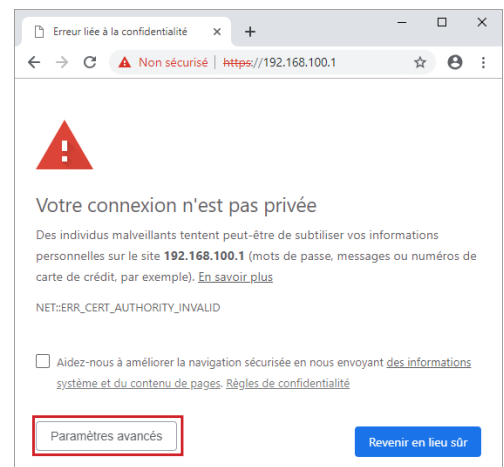 Erreur liée à la confidentialité
Non sécurisé | https://192.168.100.1
Votre connexion n'est pas privée
Des individus malveillants tentent peut-être de subtiliser vos informations
personnelles sur le site 192.168.100.1 (mots de passe, messages ou numéros de
carte de crédit, par exemple). En savoir plus
NET::ERR_CERT_AUTHORITY_INVALID
Aidez-nous à améliorer la navigation sécurisée en nous envoyant des informations
système et du contenu de pages. Règles de confidentialité
Paramètres avancés
Revenir en lieu sûr